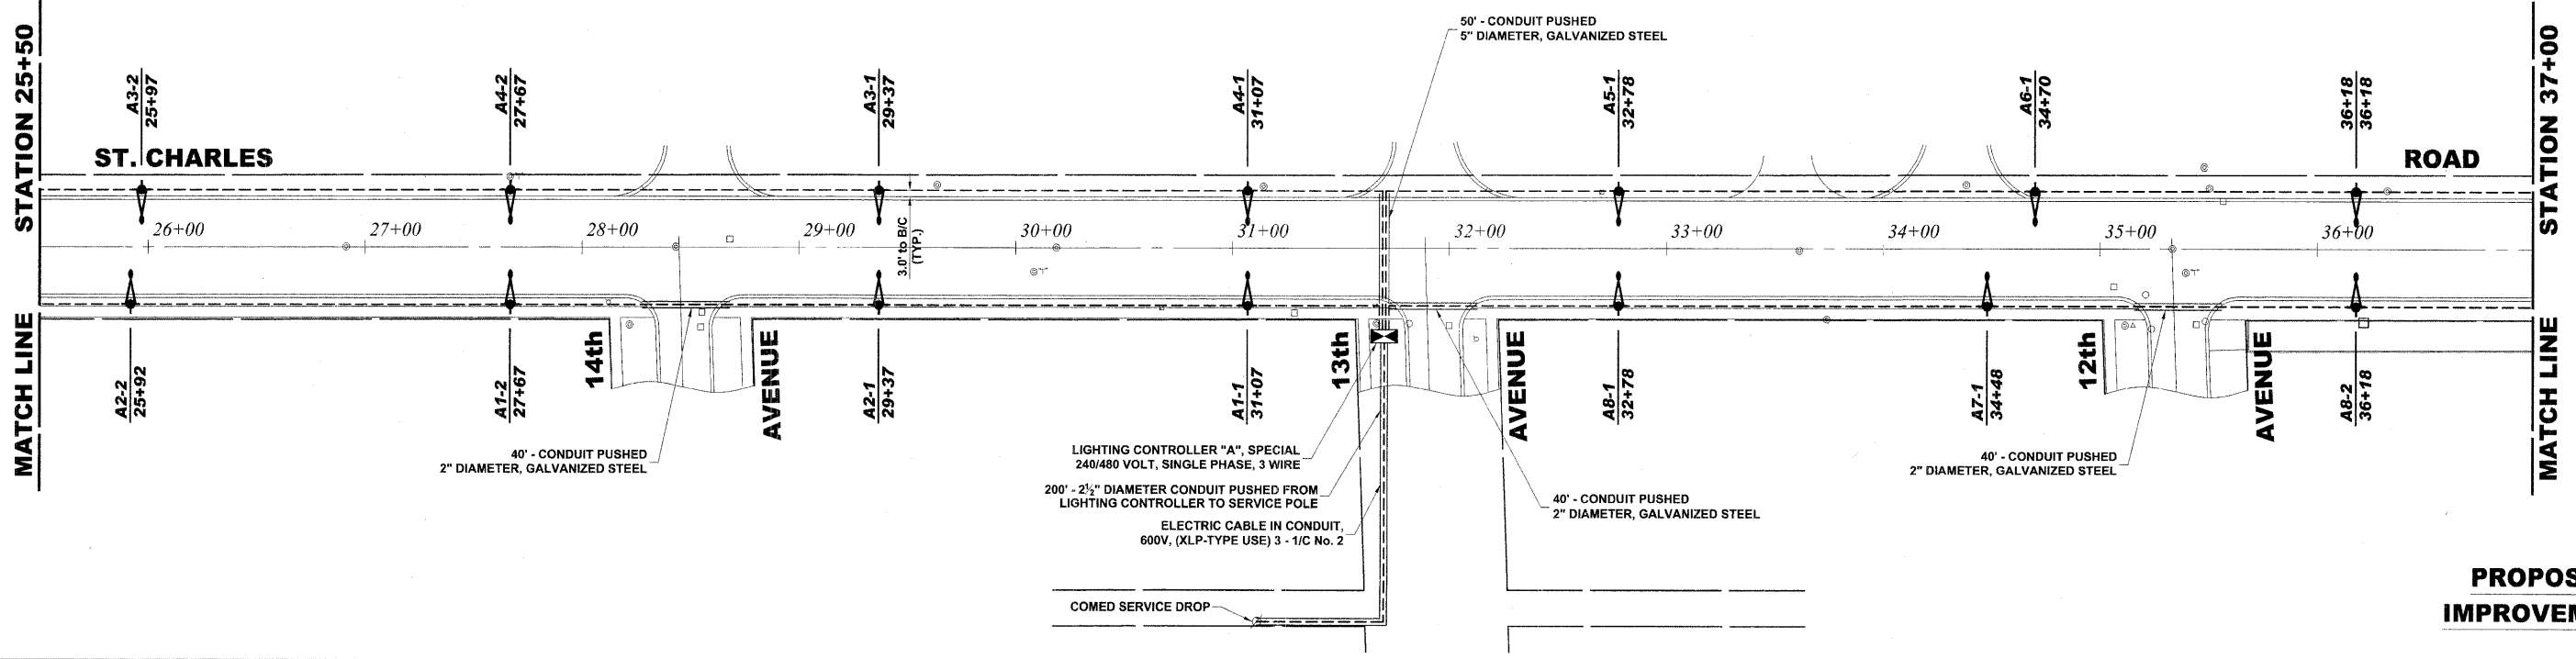 50' - CONDUIT PUSHED
5" DIAMETER, GALVANIZED STEEL
MATCH LINE STATION 25+50
A3-2
25+97
A4-2
27+67
A3-1
29+37
A4-1
31+07
A5-1
32+78
A6-1
34+70
36+18
36+18
MATCH LINE STATION 37+00
ST. CHARLES ROAD
26+00 27+00 28+00 29+00 30+00 31+00 32+00 33+00 34+00 35+00 36+00
3.0' to B/C
(TYP.)
A2-2
25+92
A1-2
27+67
14th AVENUE
A2-1
29+37
A1-1
31+07
13th AVENUE
A8-1
32+78
A7-1
34+48
12th AVENUE
A8-2
36+18
40' - CONDUIT PUSHED
2" DIAMETER, GALVANIZED STEEL
LIGHTING CONTROLLER "A", SPECIAL
240/480 VOLT, SINGLE PHASE, 3 WIRE
200' - 2½" DIAMETER CONDUIT PUSHED FROM
LIGHTING CONTROLLER TO SERVICE POLE
ELECTRIC CABLE IN CONDUIT,
600V, (XLP-TYPE USE) 3 - 1/C No. 2
40' - CONDUIT PUSHED
2" DIAMETER, GALVANIZED STEEL
40' - CONDUIT PUSHED
2" DIAMETER, GALVANIZED STEEL
COMED SERVICE DROP
PROPOS
IMPROVEM